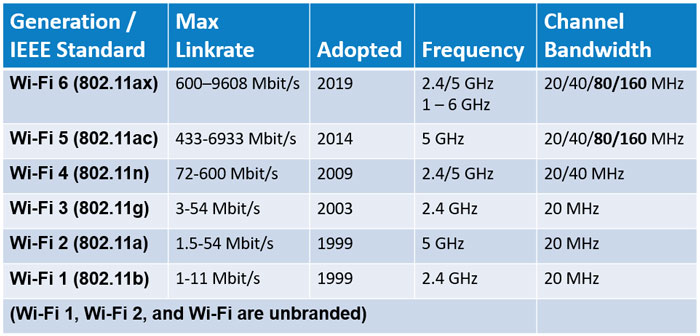 Generation / IEEE Standard Max Linkrate Adopted Frequency Channel Bandwidth
Wi-Fi 6 (802.11ax) 600–9608 Mbit/s 2019 2.4/5 GHz 20/40/80/160 MHz
1 – 6 GHz
Wi-Fi 5 (802.11ac) 433-6933 Mbit/s 2014 5 GHz 20/40/80/160 MHz
Wi-Fi 4 (802.11n) 72-600 Mbit/s 2009 2.4/5 GHz 20/40 MHz
Wi-Fi 3 (802.11g) 3-54 Mbit/s 2003 2.4 GHz 20 MHz
Wi-Fi 2 (802.11a) 1.5-54 Mbit/s 1999 5 GHz 20 MHz
Wi-Fi 1 (802.11b) 1-11 Mbit/s 1999 2.4 GHz 20 MHz
(Wi-Fi 1, Wi-Fi 2, and Wi-Fi are unbranded)